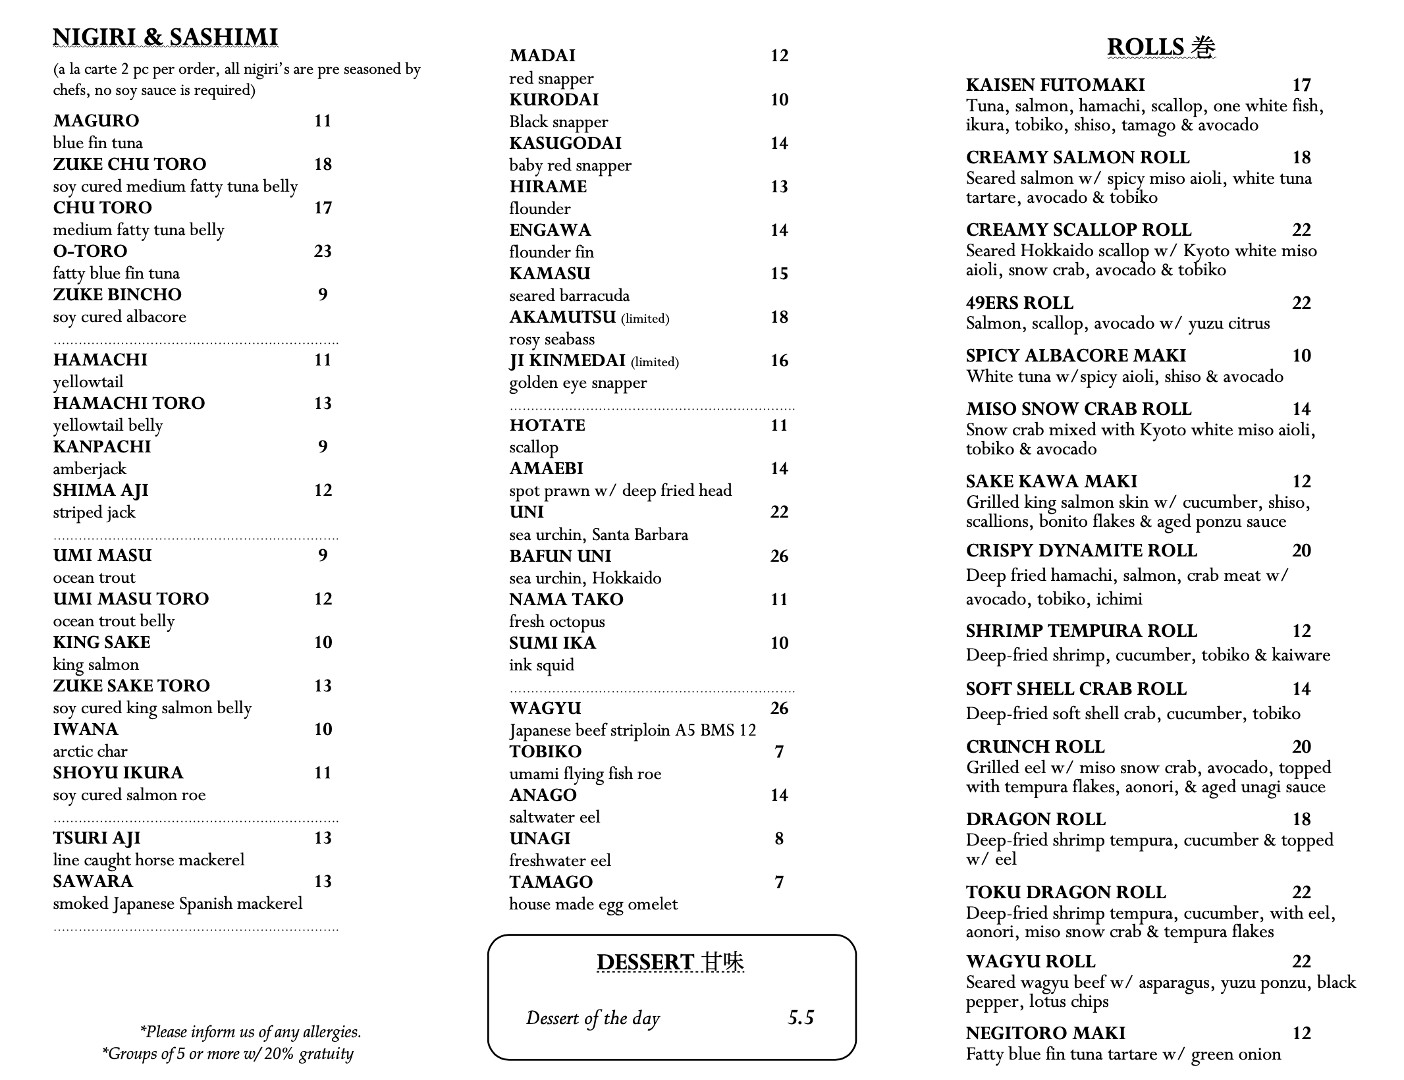 NIGIRI & SASHIMI
(a la carte 2 pc per order, all nigiri's are pre seasoned by
chefs, no soy sauce is required)
MAGURO 11
blue fin tuna
ZUKE CHU TORO 18
soy cured medium fatty tuna belly
CHU TORO 17
medium fatty tuna belly
O-TORO 23
fatty blue fin tuna
ZUKE BINCHO 9
soy cured albacore
HAMACHI 11
yellowtail
HAMACHI TORO 13
yellowtail belly
KANPACHI 9
amberjack
SHIMA AJI 12
striped jack
UMI MASU 9
ocean trout
UMI MASU TORO 12
ocean trout belly
KING SAKE 10
king salmon
ZUKE SAKE TORO 13
soy cured king salmon belly
IWANA 10
arctic char
SHOYU IKURA 11
soy cured salmon roe
TSURI AJI 13
line caught horse mackerel
SAWARA 13
smoked Japanese Spanish mackerel
*Please inform us of any allergies.
*Groups of 5 or more w/ 20% gratuity
MADAI 12
red snapper
KURODAI 10
Black snapper
KASUGODAI 14
baby red snapper
HIRAME 13
flounder
ENGAWA 14
flounder fin
KAMASU 15
seared barracuda
AKAMUTSU (limited) 18
rosy seabass
JI KINMEDAI (limited) 16
golden eye snapper
HOTATE 11
scallop
AMAEBI 14
spot prawn w/ deep fried head
UNI 22
sea urchin, Santa Barbara
BAFUN UNI 26
sea urchin, Hokkaido
NAMA TAKO 11
fresh octopus
SUMI IKA 10
ink squid
WAGYU 26
Japanese beef striploin A5 BMS 12
TOBIKO 7
umami flying fish roe
ANAGO 14
saltwater eel
UNAGI 8
freshwater eel
TAMAGO 7
house made egg omelet
DESSERT 甘味
Dessert of the day 5.5
ROLLS 巻
KAISEN FUTOMAKI 17
Tuna, salmon, hamachi, scallop, one white fish,
ikura, tobiko, shiso, tamago & avocado
CREAMY SALMON ROLL 18
Seared salmon w/ spicy miso aioli, white tuna
tartare, avocado & tobiko
CREAMY SCALLOP ROLL 22
Seared Hokkaido scallop w/ Kyoto white miso
aioli, snow crab, avocado & tobiko
49ERS ROLL 22
Salmon, scallop, avocado w/ yuzu citrus
SPICY ALBACORE MAKI 10
White tuna w/spicy aioli, shiso & avocado
MISO SNOW CRAB ROLL 14
Snow crab mixed with Kyoto white miso aioli,
tobiko & avocado
SAKE KAWA MAKI 12
Grilled king salmon skin w/ cucumber, shiso,
scallions, bonito flakes & aged ponzu sauce
CRISPY DYNAMITE ROLL 20
Deep fried hamachi, salmon, crab meat w/
avocado, tobiko, ichimi
SHRIMP TEMPURA ROLL 12
Deep-fried shrimp, cucumber, tobiko & kaiware
SOFT SHELL CRAB ROLL 14
Deep-fried soft shell crab, cucumber, tobiko
CRUNCH ROLL 20
Grilled eel w/ miso snow crab, avocado, topped
with tempura flakes, aonori, & aged unagi sauce
DRAGON ROLL 18
Deep-fried shrimp tempura, cucumber & topped
w/ eel
TOKU DRAGON ROLL 22
Deep-fried shrimp tempura, cucumber, with eel,
aonori, miso snow crab & tempura flakes
WAGYU ROLL 22
Seared wagyu beef w/ asparagus, yuzu ponzu, black
pepper, lotus chips
NEGITORO MAKI 12
Fatty blue fin tuna tartare w/ green onion